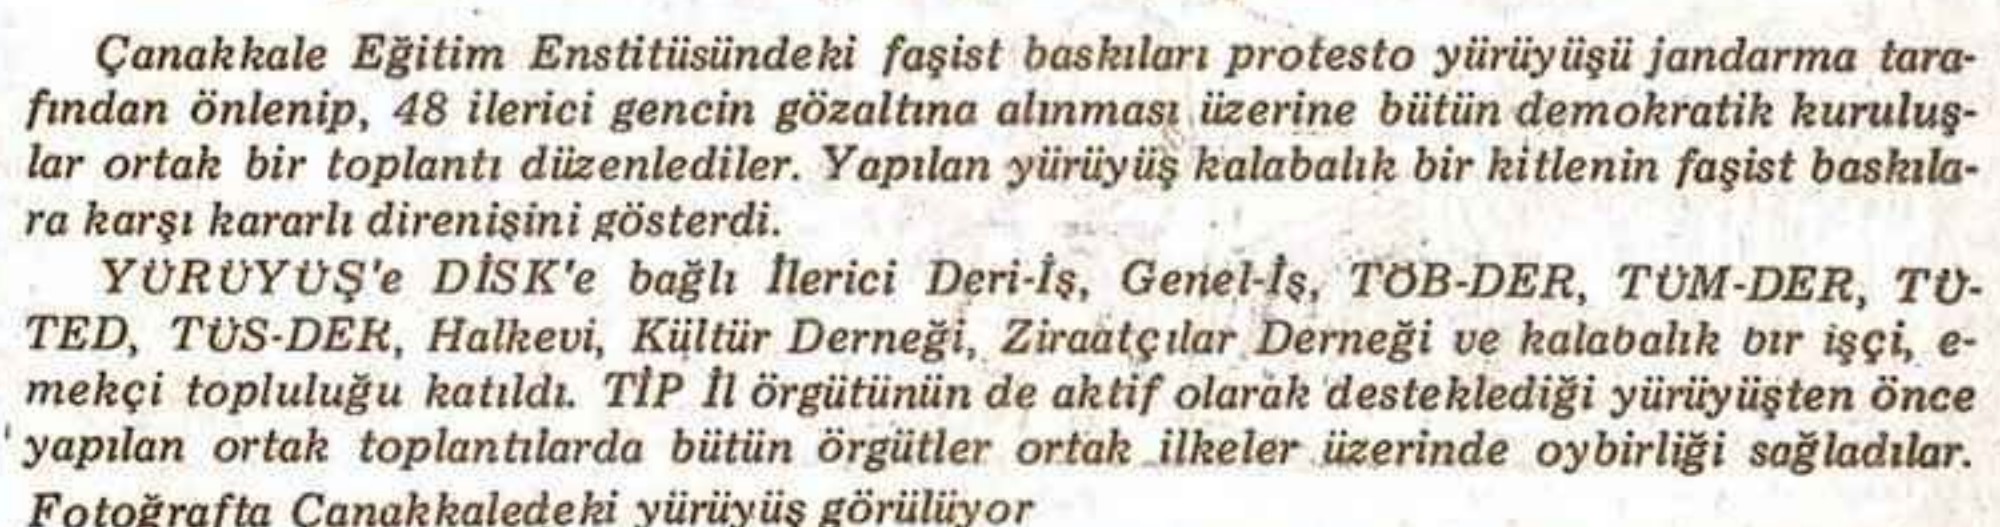 Çanakkale Eğitim Enstitüsündeki faşist baskıları protesto yürüyüşü jandarma tara-
fından önlenip, 48 ilerici gencin gözaltına alınması üzerine bütün demokratik kuruluş-
lar ortak bir toplantı düzenlediler. Yapılan yürüyüş kalabalık bir kitlenin faşist baskıla-
ra karşı kararlı direnişini gösterdi.
YÜRÜYÜŞ'e DİSK'e bağlı İlerici Deri-İş, Genel-İş, TÖB-DER, TÜM-DER, TÜ-
TED, TÜS-DER, Halkevi, Kültür Derneği, Ziraatçılar Derneği ve kalabalık bir işçi, e-
mekçi topluluğu katıldı. TİP İl örgütünün de aktif olarak desteklediği yürüyüşten önce
yapılan ortak toplantılarda bütün örgütler ortak ilkeler üzerinde oybirliği sağladılar.
Fotoğrafta Çanakkaledeki yürüyüş görülüyor